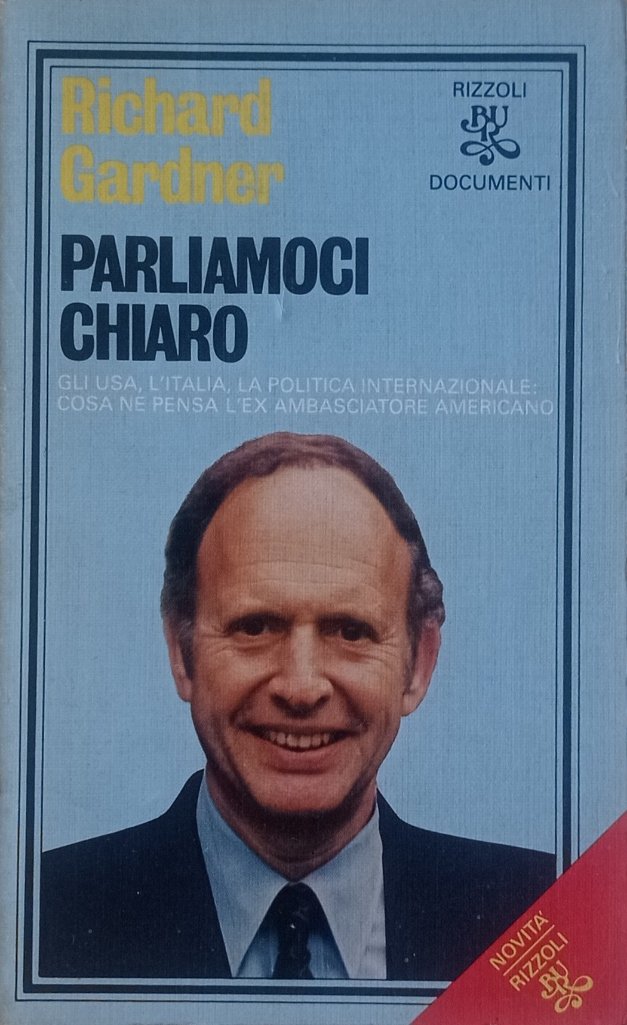 Richard
Gardner
RIZZOLI
BUR
DOCUMENTI
PARLIAMOCI
CHIARO
GLI USA, L'ITALIA, LA POLITICA INTERNAZIONALE:
COSA NE PENSA L'EX AMBASCIATORE AMERICANO
NOVITA'
RIZZOLI
BUR